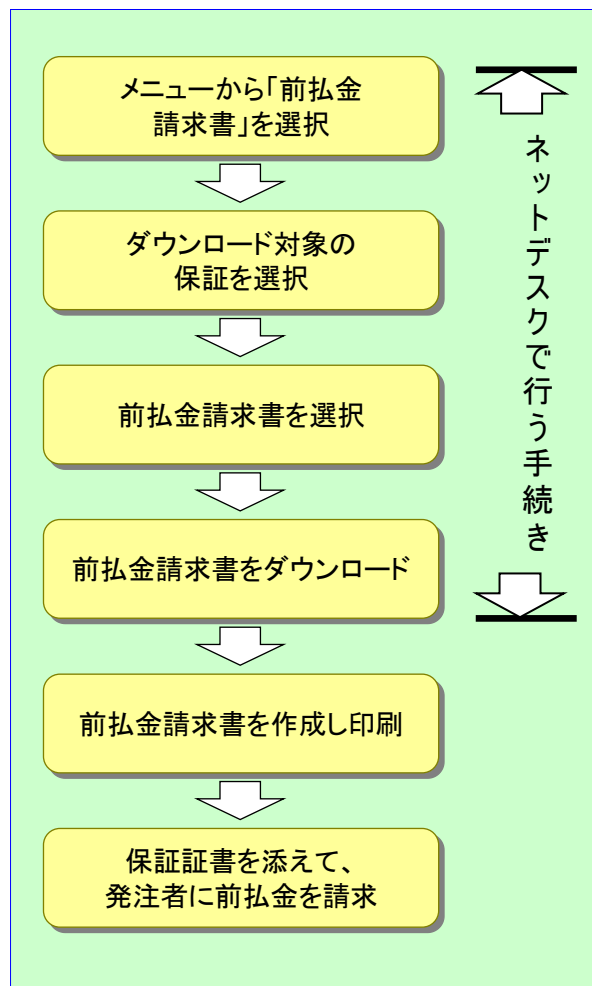 メニューから「前払金
請求書」を選択
ダウンロード対象の
保証を選択
前払金請求書を選択
前払金請求書をダウンロード
前払金請求書を作成し印刷
保証証書を添えて、
発注者に前払金を請求
ネットデスクで行う手続き